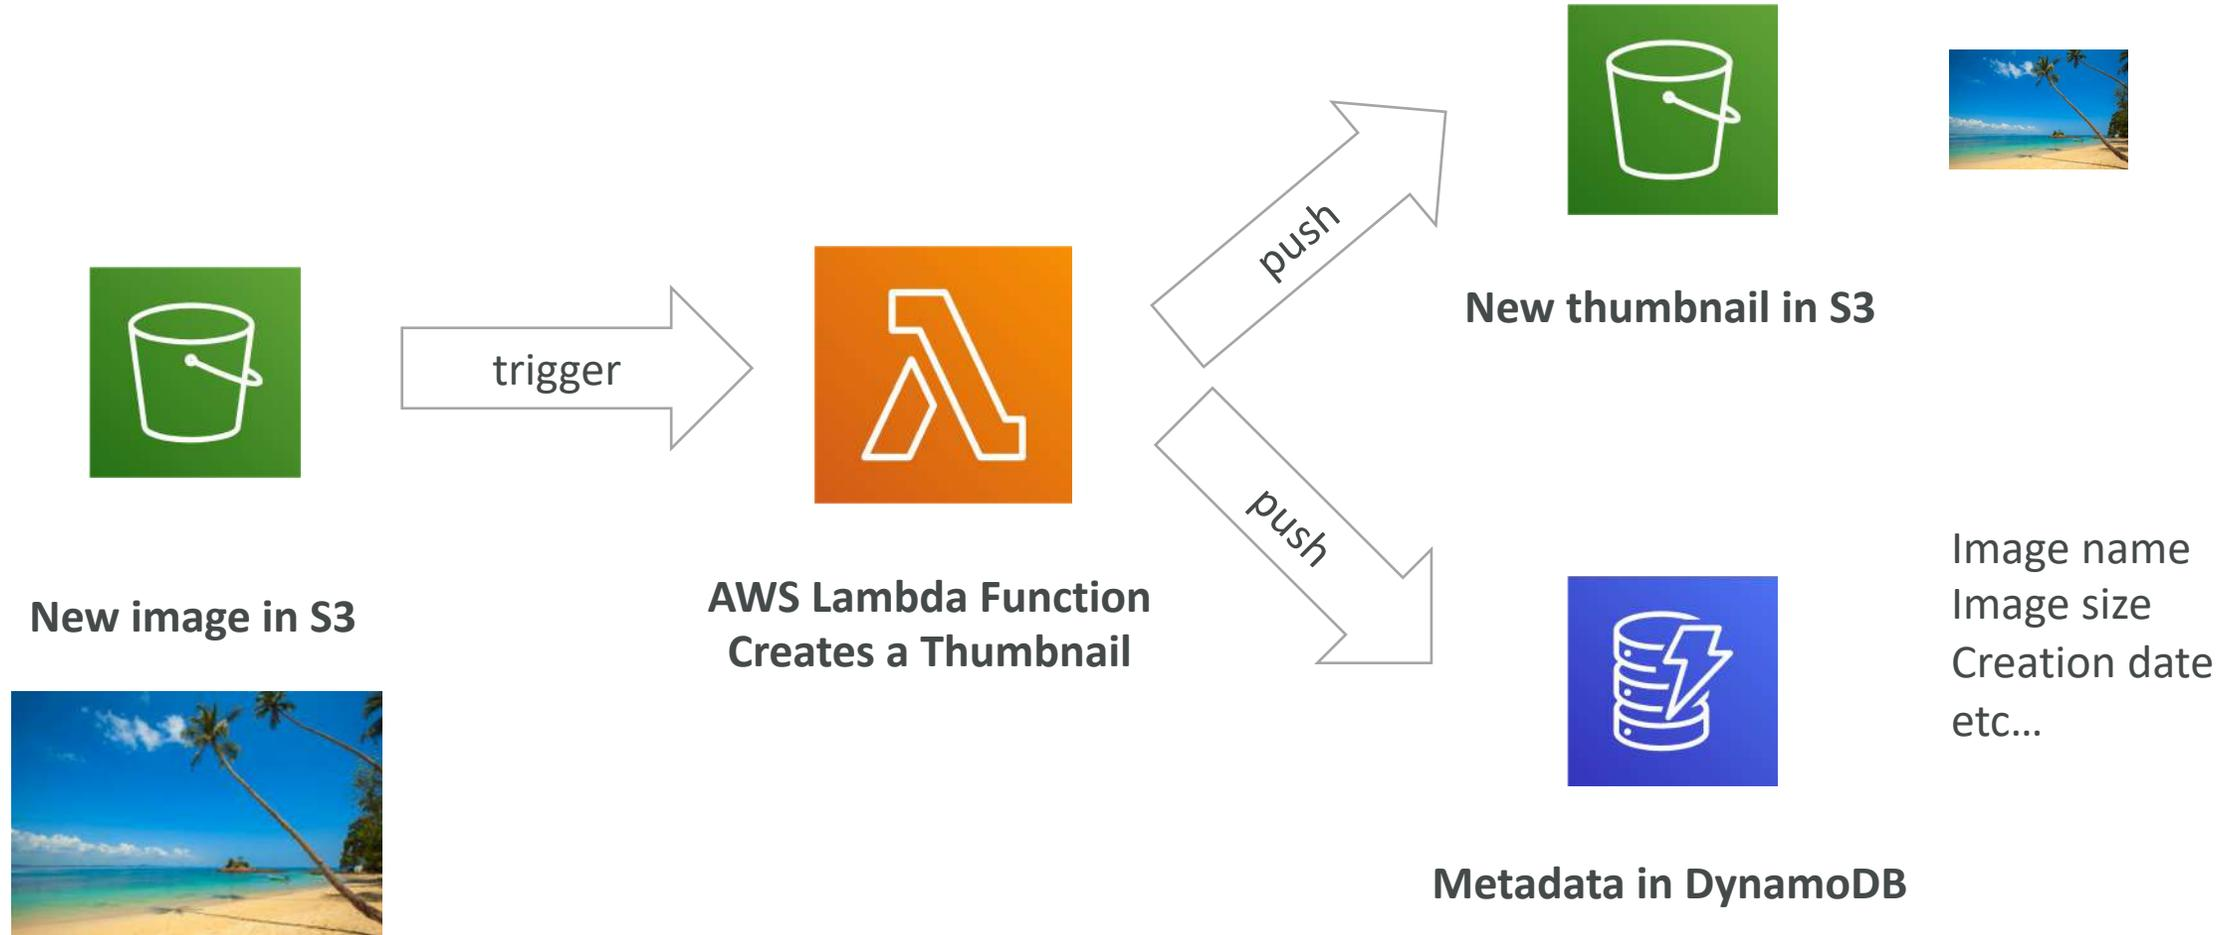 New image in S3
trigger
AWS Lambda Function
Creates a Thumbnail
push
New thumbnail in S3
push
Image name
Image size
Creation date
etc…
Metadata in DynamoDB